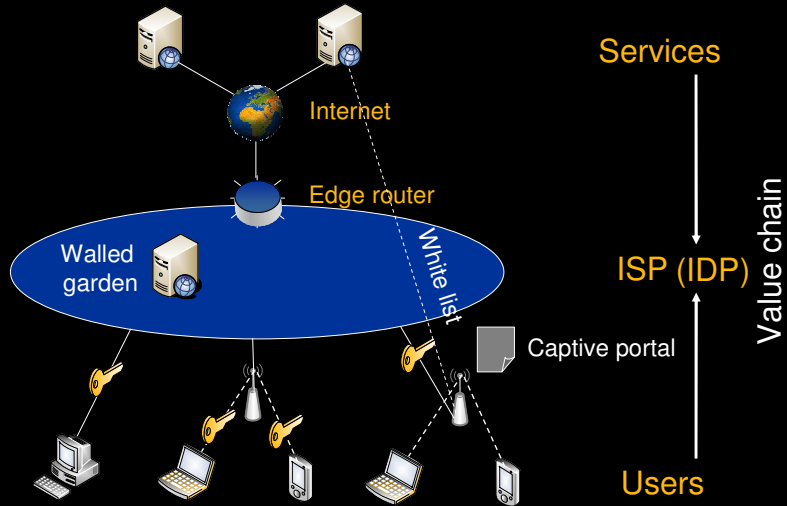 Services
Internet
Edge router
Walled
garden
White list
ISP (IDP)
Value chain
Captive portal
Users